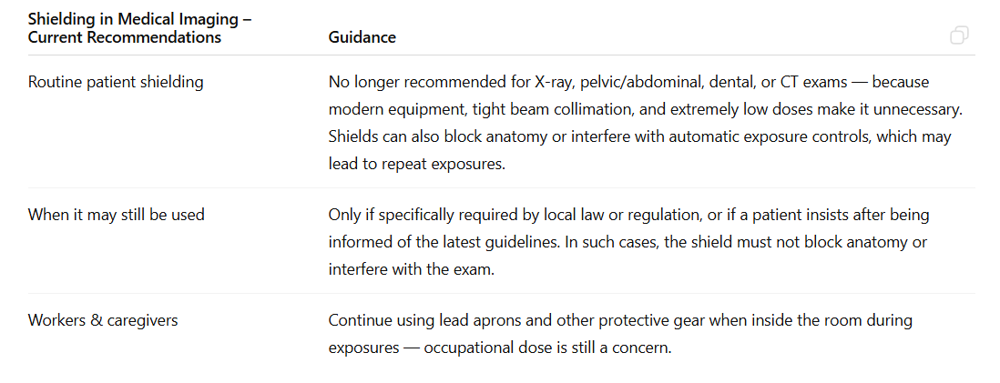 Shielding in Medical Imaging –
Current Recommendations
Guidance
Routine patient shielding
No longer recommended for X-ray, pelvic/abdominal, dental, or CT exams — because
modern equipment, tight beam collimation, and extremely low doses make it unnecessary.
Shields can also block anatomy or interfere with automatic exposure controls, which may
lead to repeat exposures.
When it may still be used
Only if specifically required by local law or regulation, or if a patient insists after being
informed of the latest guidelines. In such cases, the shield must not block anatomy or
interfere with the exam.
Workers & caregivers
Continue using lead aprons and other protective gear when inside the room during
exposures — occupational dose is still a concern.